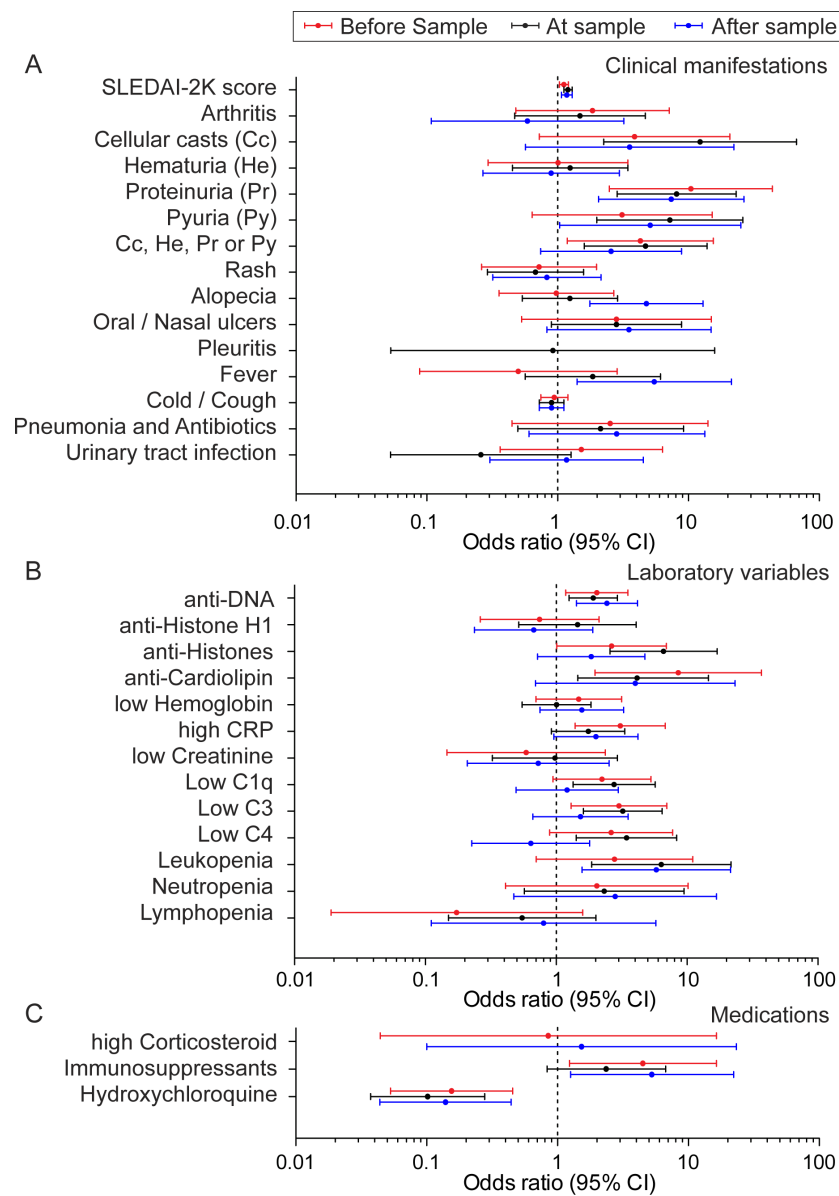 Before Sample At sample After sample
A Clinical manifestations
SLEDAI-2K score
Arthritis
Cellular casts (Cc)
Hematuria (He)
Proteinuria (Pr)
Pyuria (Py)
Cc, He, Pr or Py
Rash
Alopecia
Oral / Nasal ulcers
Pleuritis
Fever
Cold / Cough
Pneumonia and Antibiotics
Urinary tract infection
0.01 0.1 1 10 100
Odds ratio (95% CI)
B Laboratory variables
anti-DNA
anti-Histone H1
anti-Histones
anti-Cardiolipin
low Hemoglobin
high CRP
low Creatinine
Low C1q
Low C3
Low C4
Leukopenia
Neutropenia
Lymphopenia
0.01 0.1 1 10 100
Odds ratio (95% CI)
C Medications
high Corticosteroid
Immunosuppressants
Hydroxychloroquine
0.01 0.1 1 10 100
Odds ratio (95% CI)